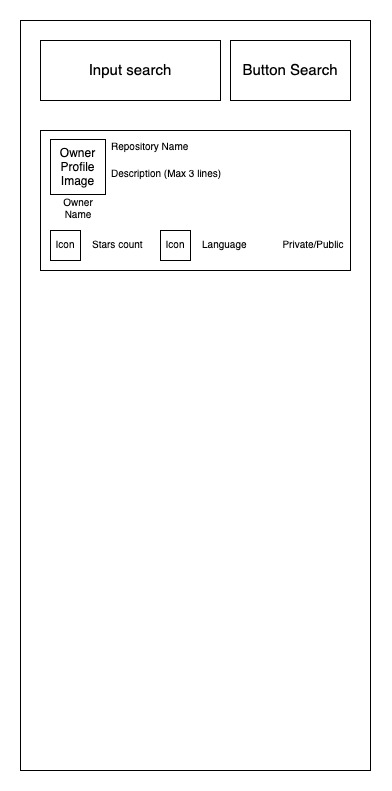 Input search
Button Search
Owner
Profile
Image
Repository Name
Description (Max 3 lines)
Owner
Name
Icon
Stars count
Icon
Language
Private/Public